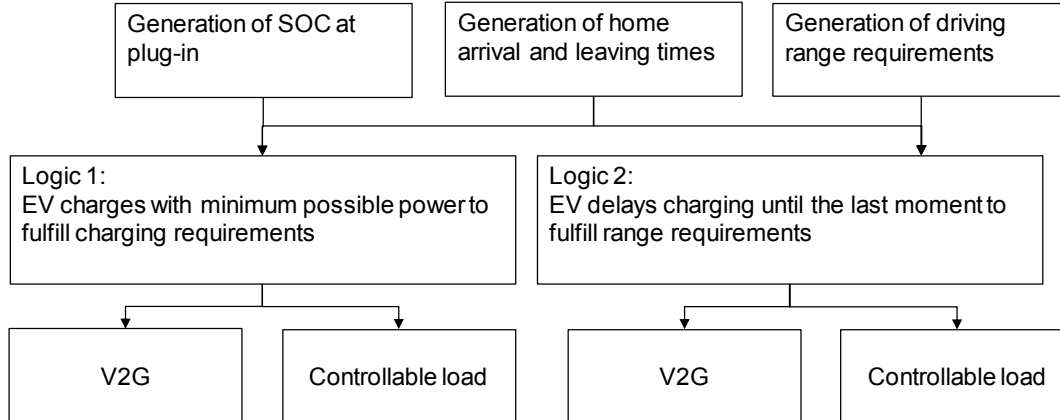 Generation of SOC at
plug-in
Generation of home
arrival and leaving times
Generation of driving
range requirements
Logic 1:
EV charges with minimum possible power to
fulfill charging requirements
Logic 2:
EV delays charging until the last moment to
fulfill range requirements
V2G
Controllable load
V2G
Controllable load